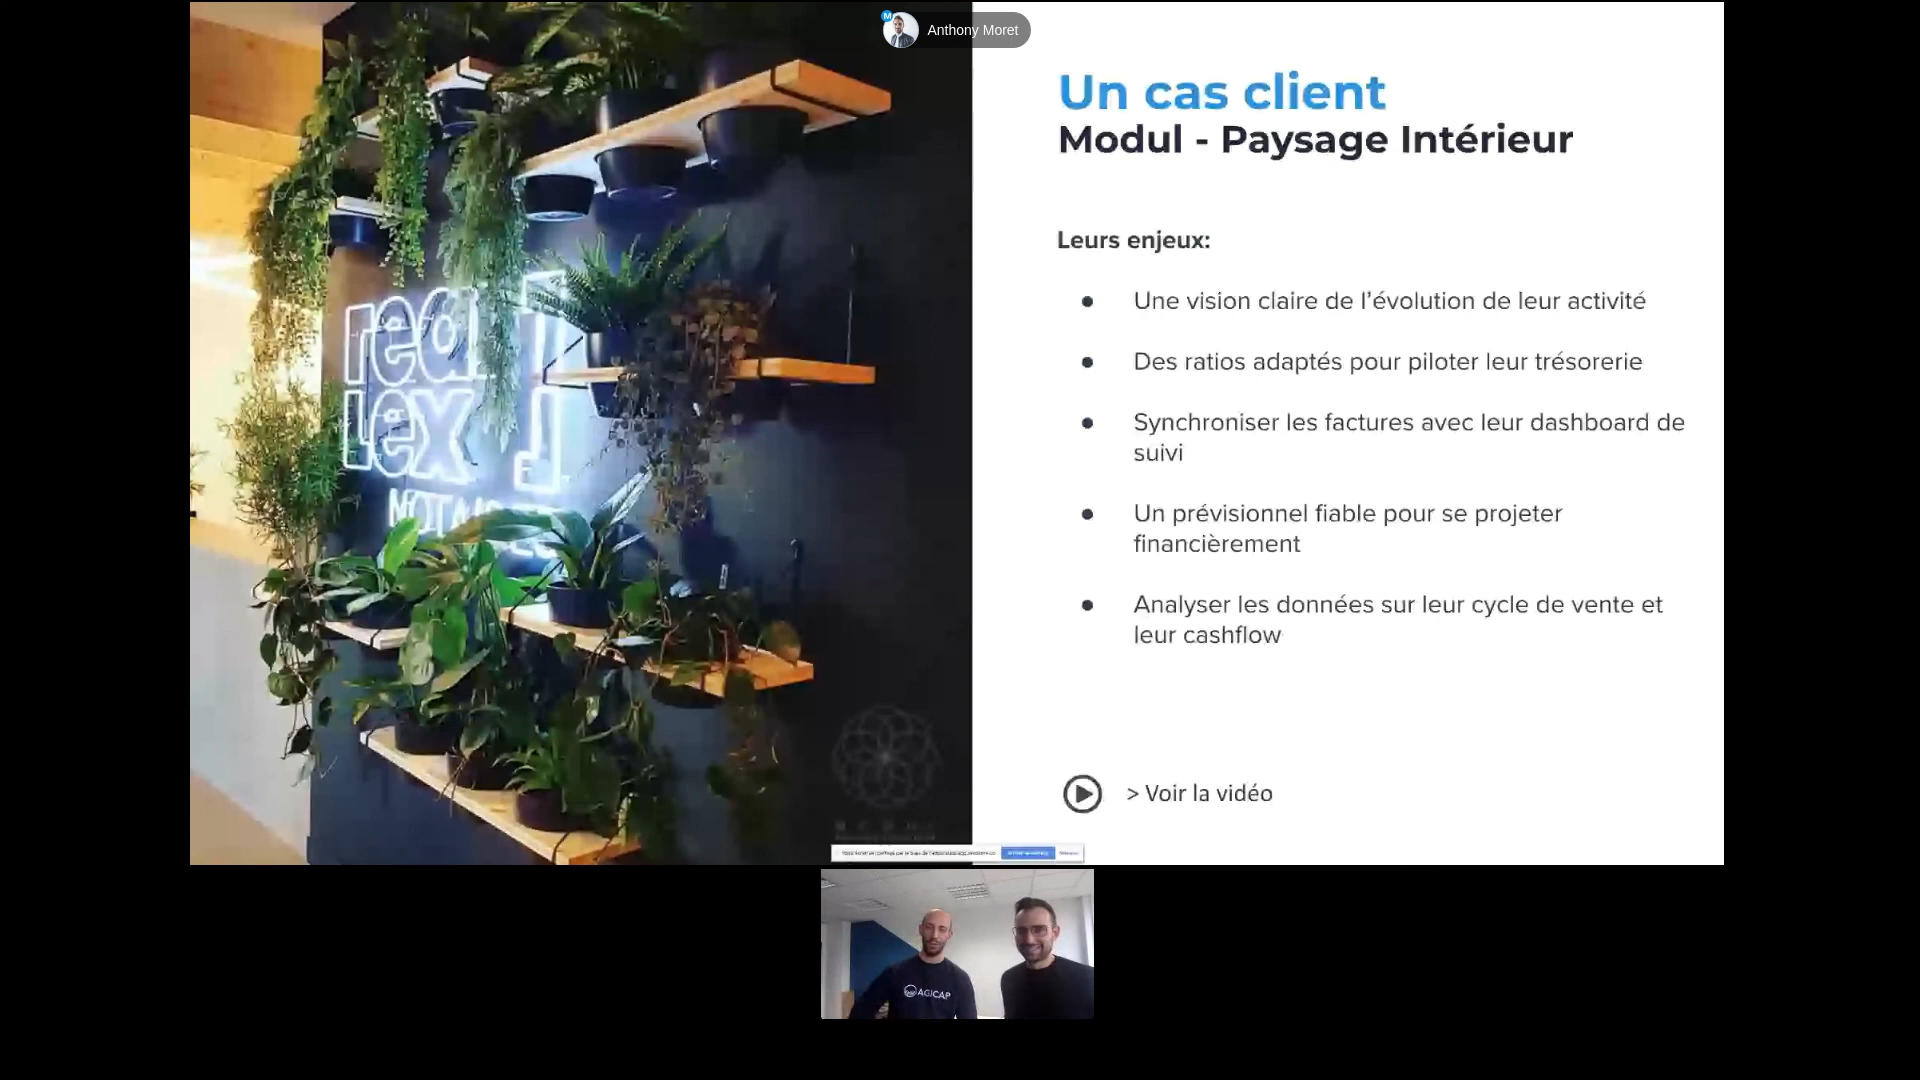 Anthony Moret
Un cas client
Modul - Paysage Intérieur
Leurs enjeux:
● Une vision claire de l’évolution de leur activité
● Des ratios adaptés pour piloter leur trésorerie
● Synchroniser les factures avec leur dashboard de
suivi
● Un prévisionnel fiable pour se projeter
financièrement
● Analyser les données sur leur cycle de vente et
leur cashflow
> Voir la vidéo
real
lex
AGICAP